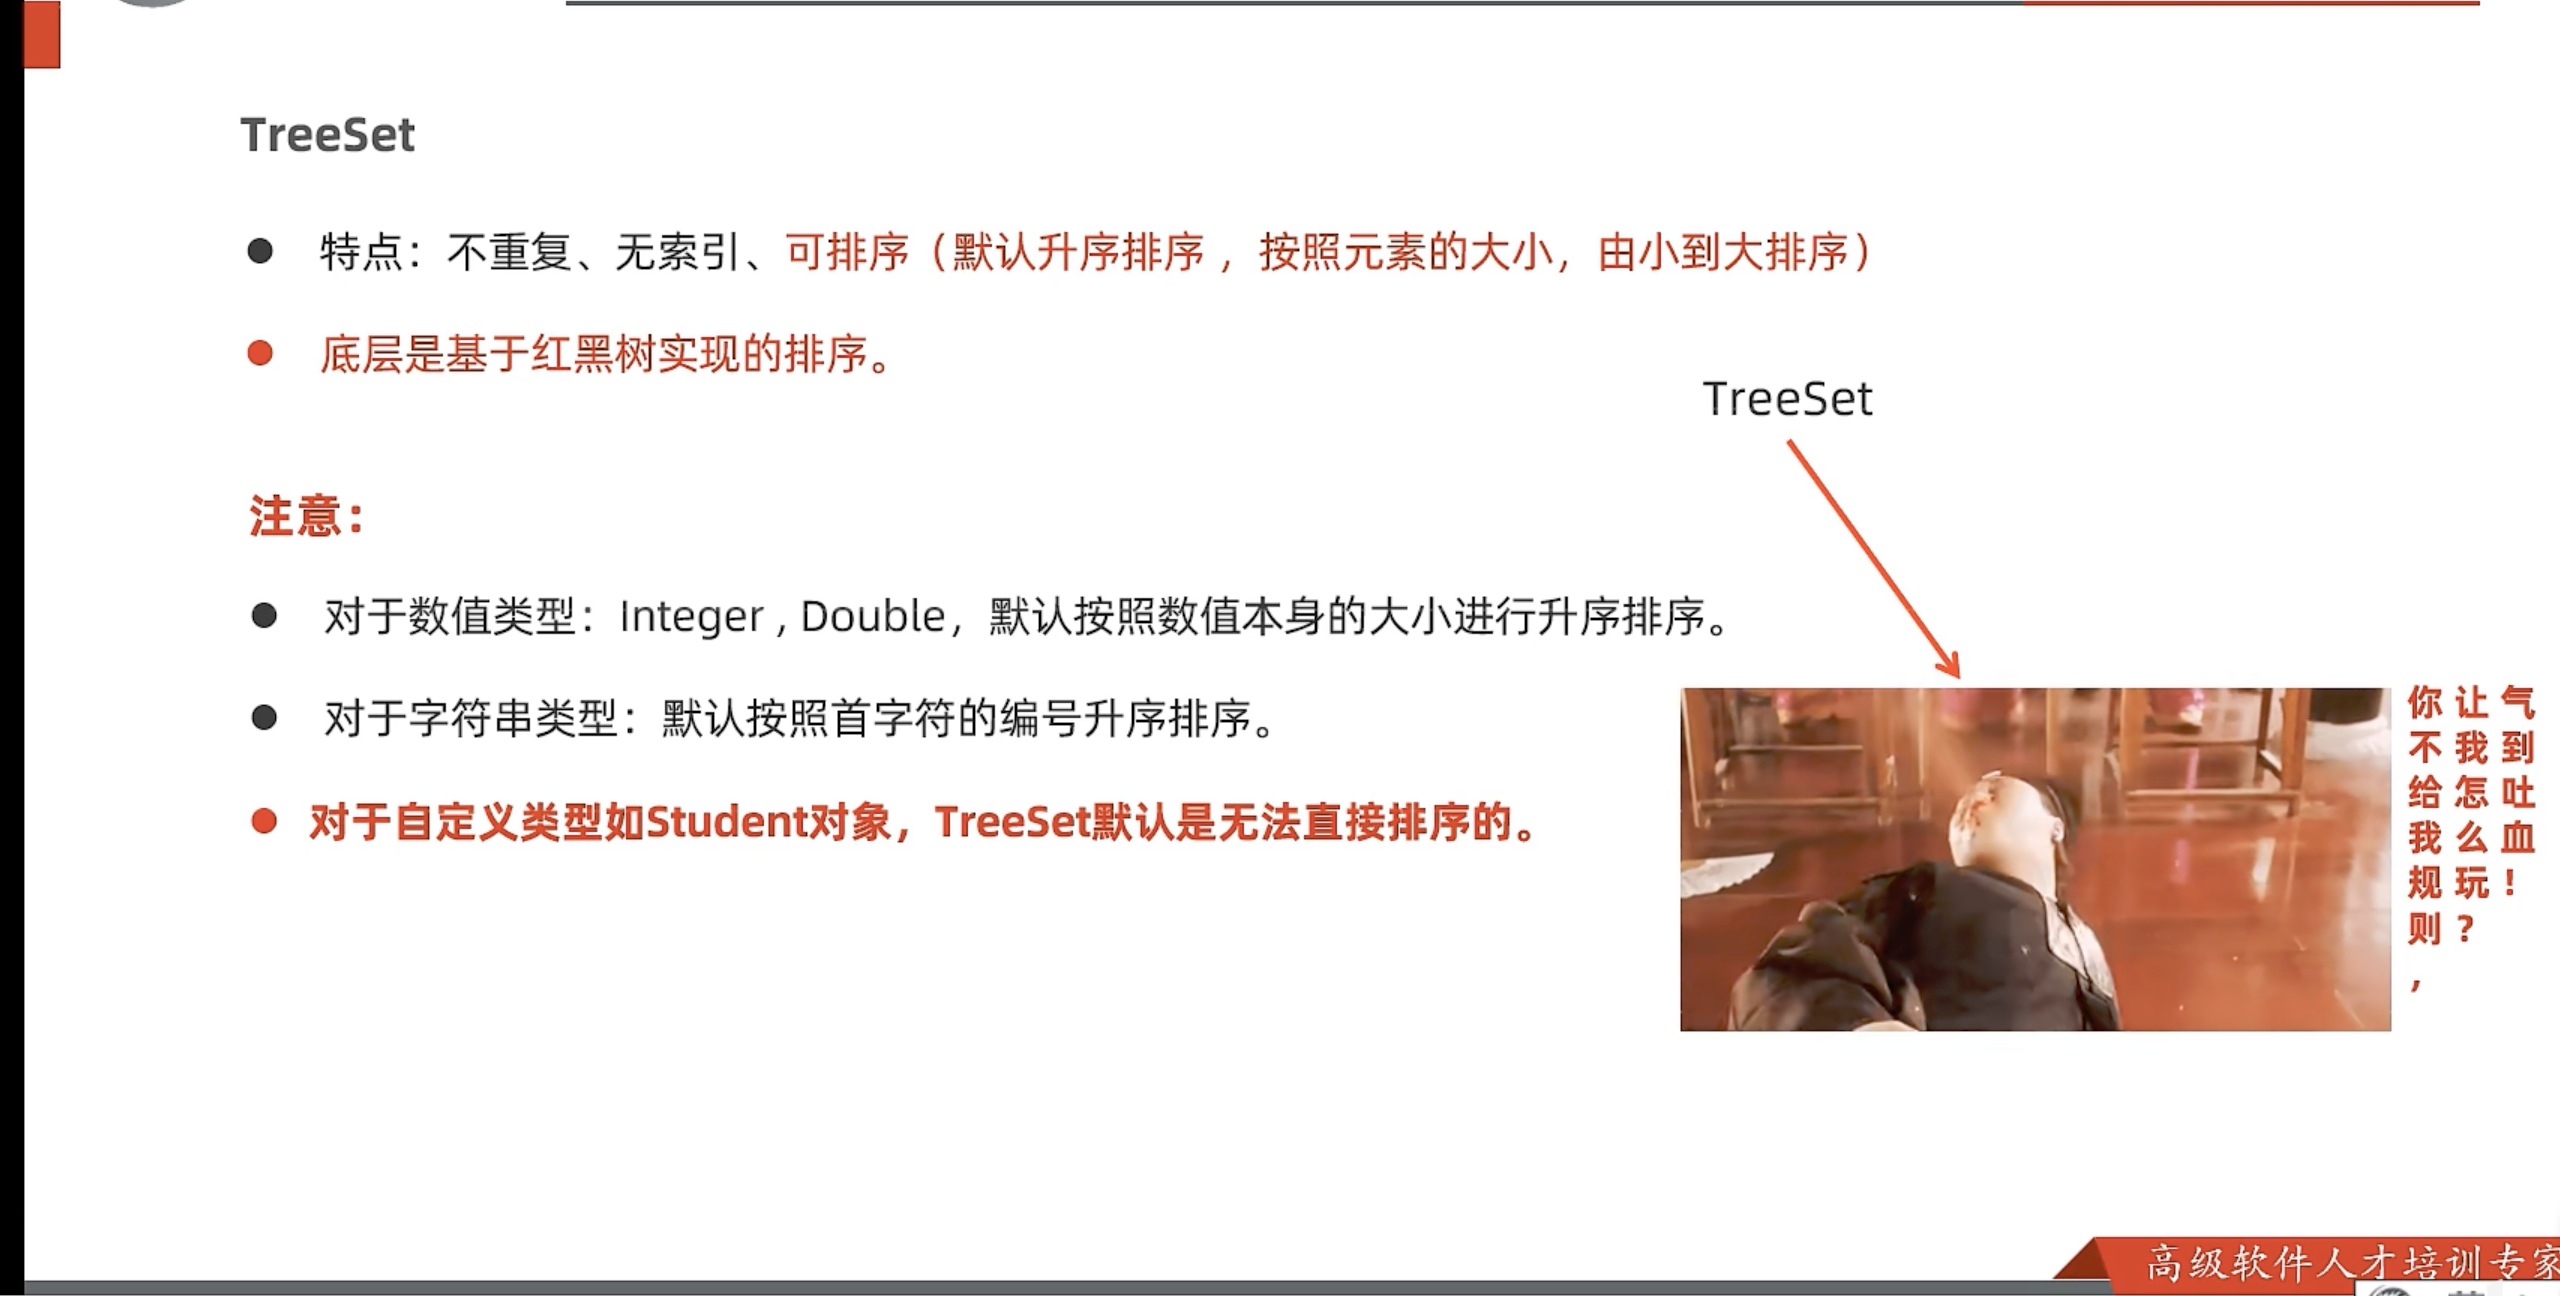 TreeSet
特点：不重复、无索引、可排序（默认升序排序 ，按照元素的大小，由小到大排序）
底层是基于红黑树实现的排序。
TreeSet
注意：
对于数值类型：Integer , Double，默认按照数值本身的大小进行升序排序。
对于字符串类型：默认按照首字符的编号升序排序。
对于自定义类型如Student对象，TreeSet默认是无法直接排序的。
你不给我规则，
让我怎么玩？
气到吐血！
高级软件人才培训专家